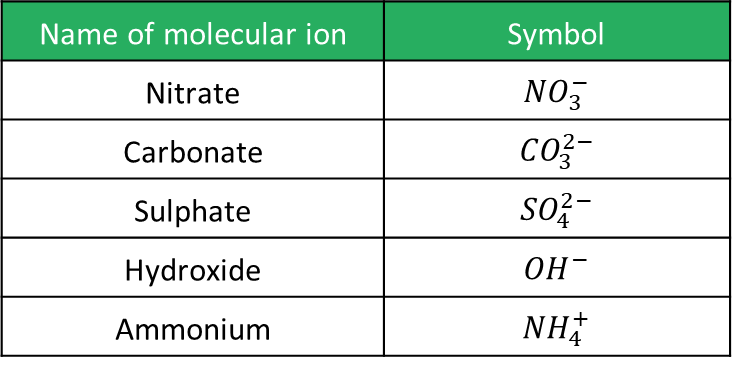 Name of molecular ion Symbol
Nitrate NO₃⁻
Carbonate CO₃²⁻
Sulphate SO₄²⁻
Hydroxide OH⁻
Ammonium NH₄⁺